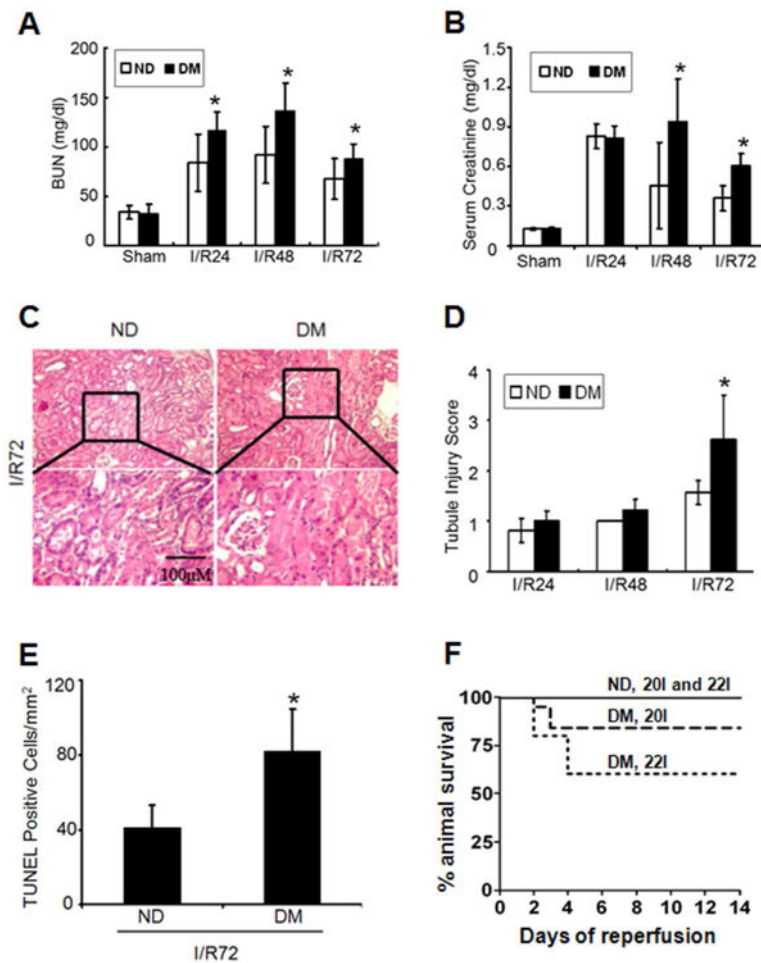 A
BUN (mg/dl)
200
150
100
50
0
ND DM
*
*
*
Sham I/R24 I/R48 I/R72
B
Serum Creatinine (mg/dl)
1.5
1.2
0.9
0.6
0.3
0
ND DM
*
*
Sham I/R24 I/R48 I/R72
C
ND DM
I/R72
100μM
D
Tubule Injury Score
4
3
2
1
0
ND DM
*
I/R24 I/R48 I/R72
E
TUNEL Positive Cells/mm²
120
80
40
0
*
ND DM
I/R72
F
% animal survival
100
75
50
25
0
ND, 20I and 22I
DM, 20I
DM, 22I
0 2 4 6 8 10 12 14
Days of reperfusion